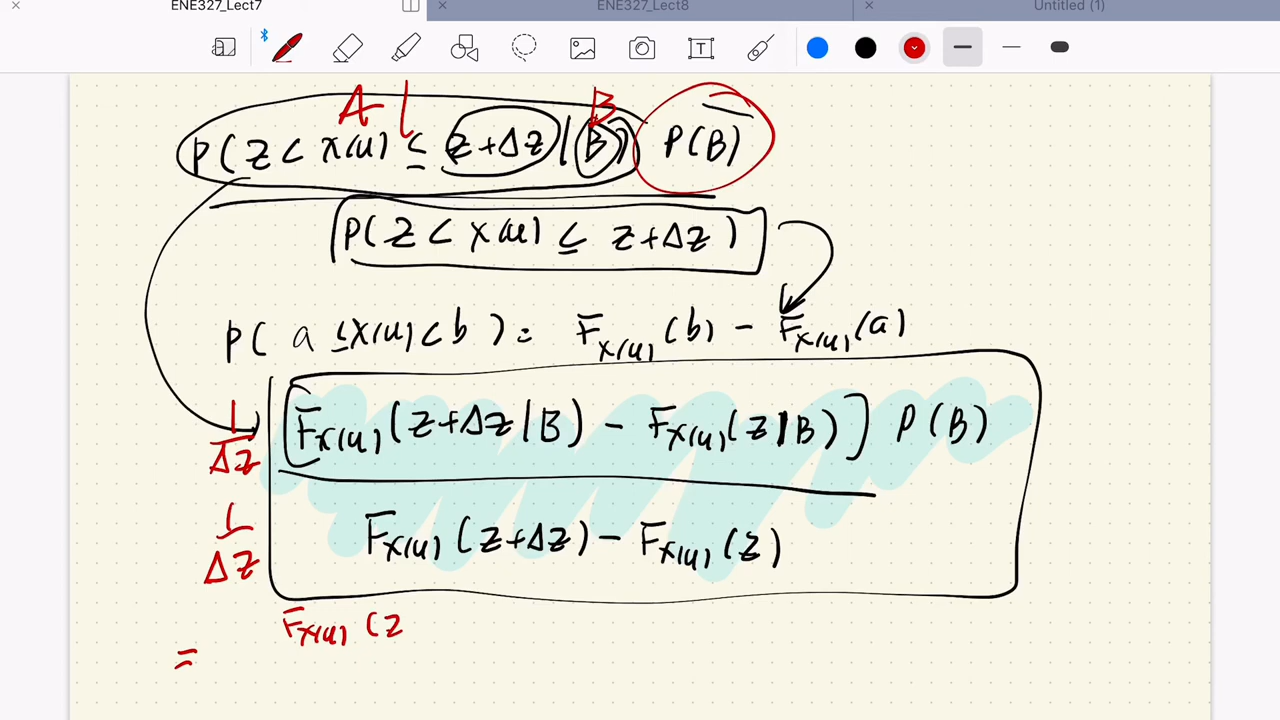 ENE327_Lect7 ENE327_Lect8 Untitled (1)
A B
P( Z < X(u) ≤ Z+ΔZ | B) P(B)
P( Z < X(u) ≤ Z+ΔZ )
P( a ≤ X(u) < b ) = F_X(u) (b) - F_X(u) (a)
1/ΔZ [ F_X(u) (Z+ΔZ | B) - F_X(u) (Z | B) ] P(B)
1/ΔZ F_X(u) (Z+ΔZ) - F_X(u) (Z)
F_X(u) (Z
=